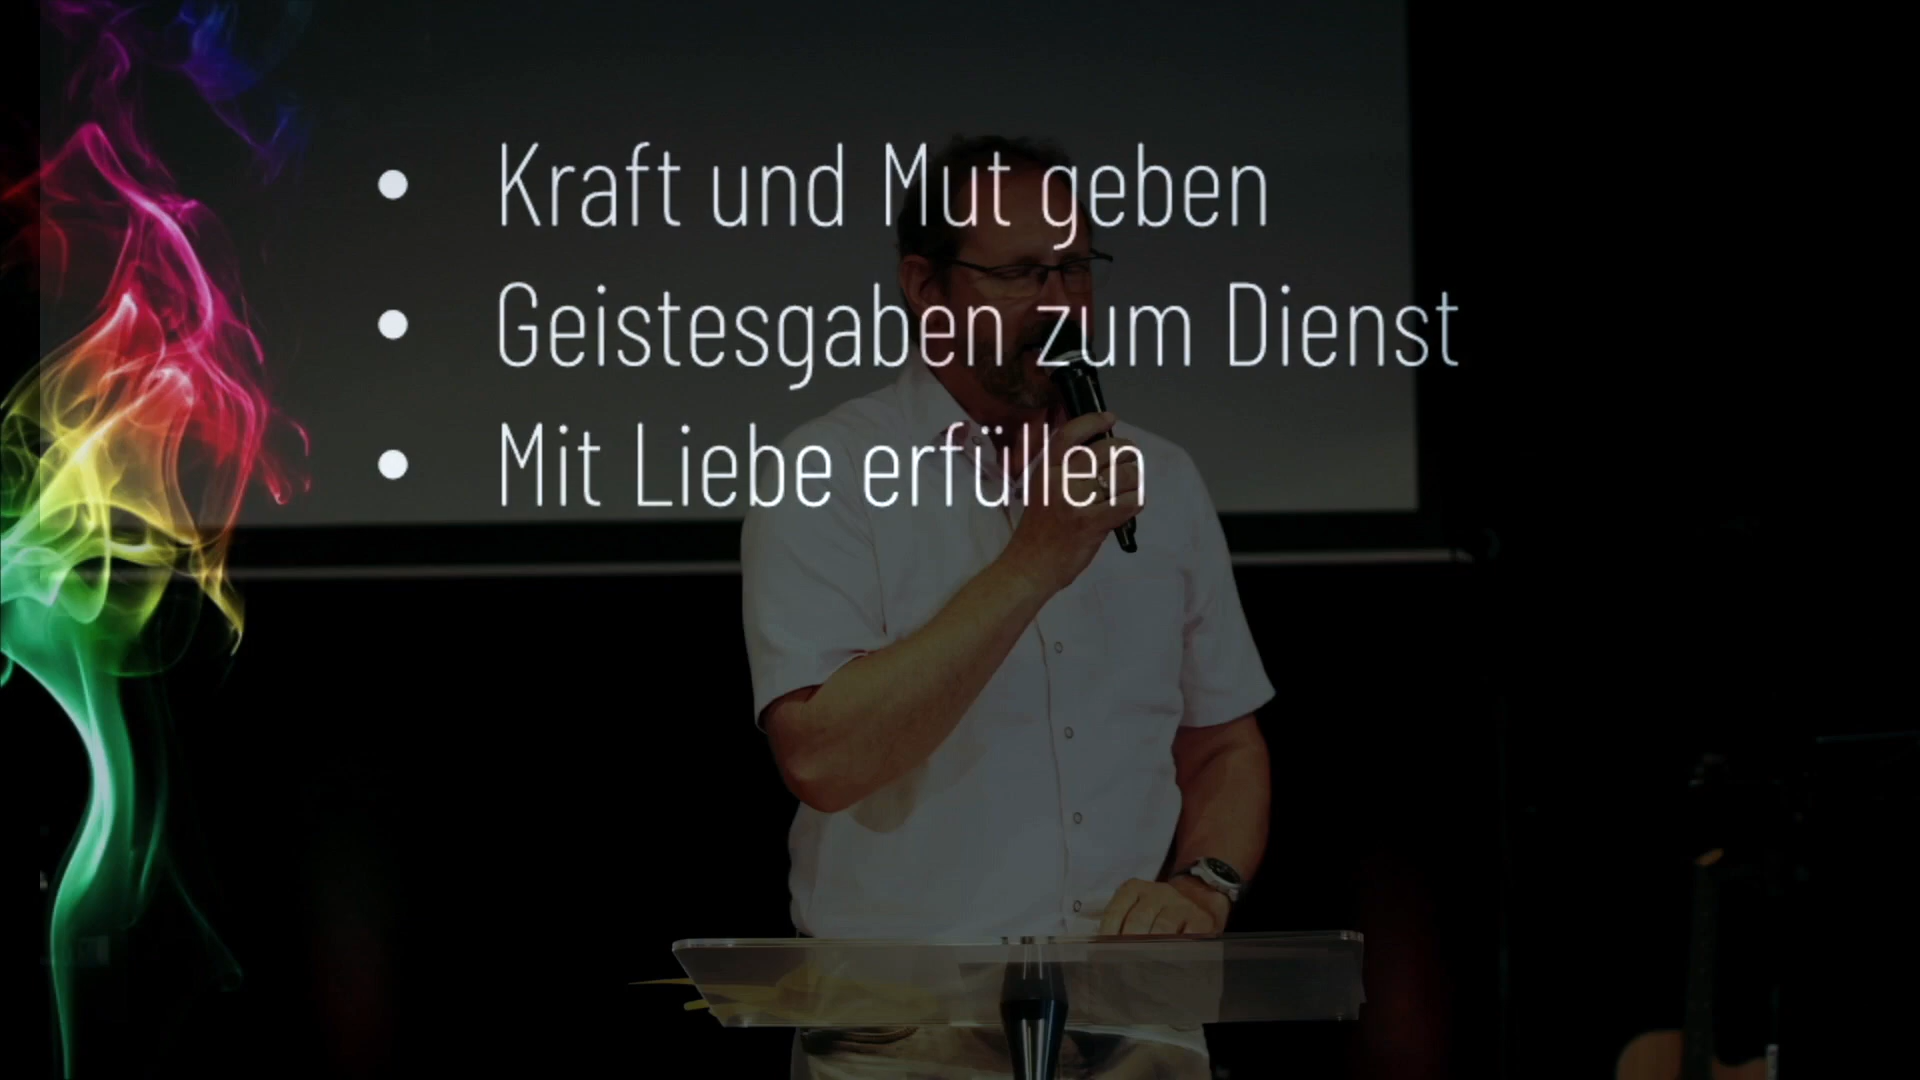 • Kraft und Mut geben
• Geistesgaben zum Dienst
• Mit Liebe erfüllen